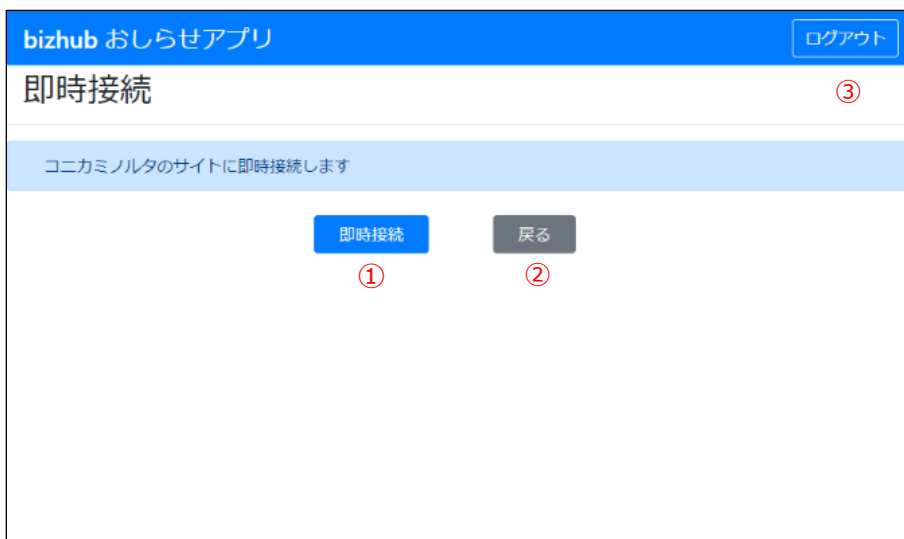 bizhub おしらせアプリ ログアウト
即時接続 ③
コニカミノルタのサイトに即時接続します
即時接続 戻る
① ②